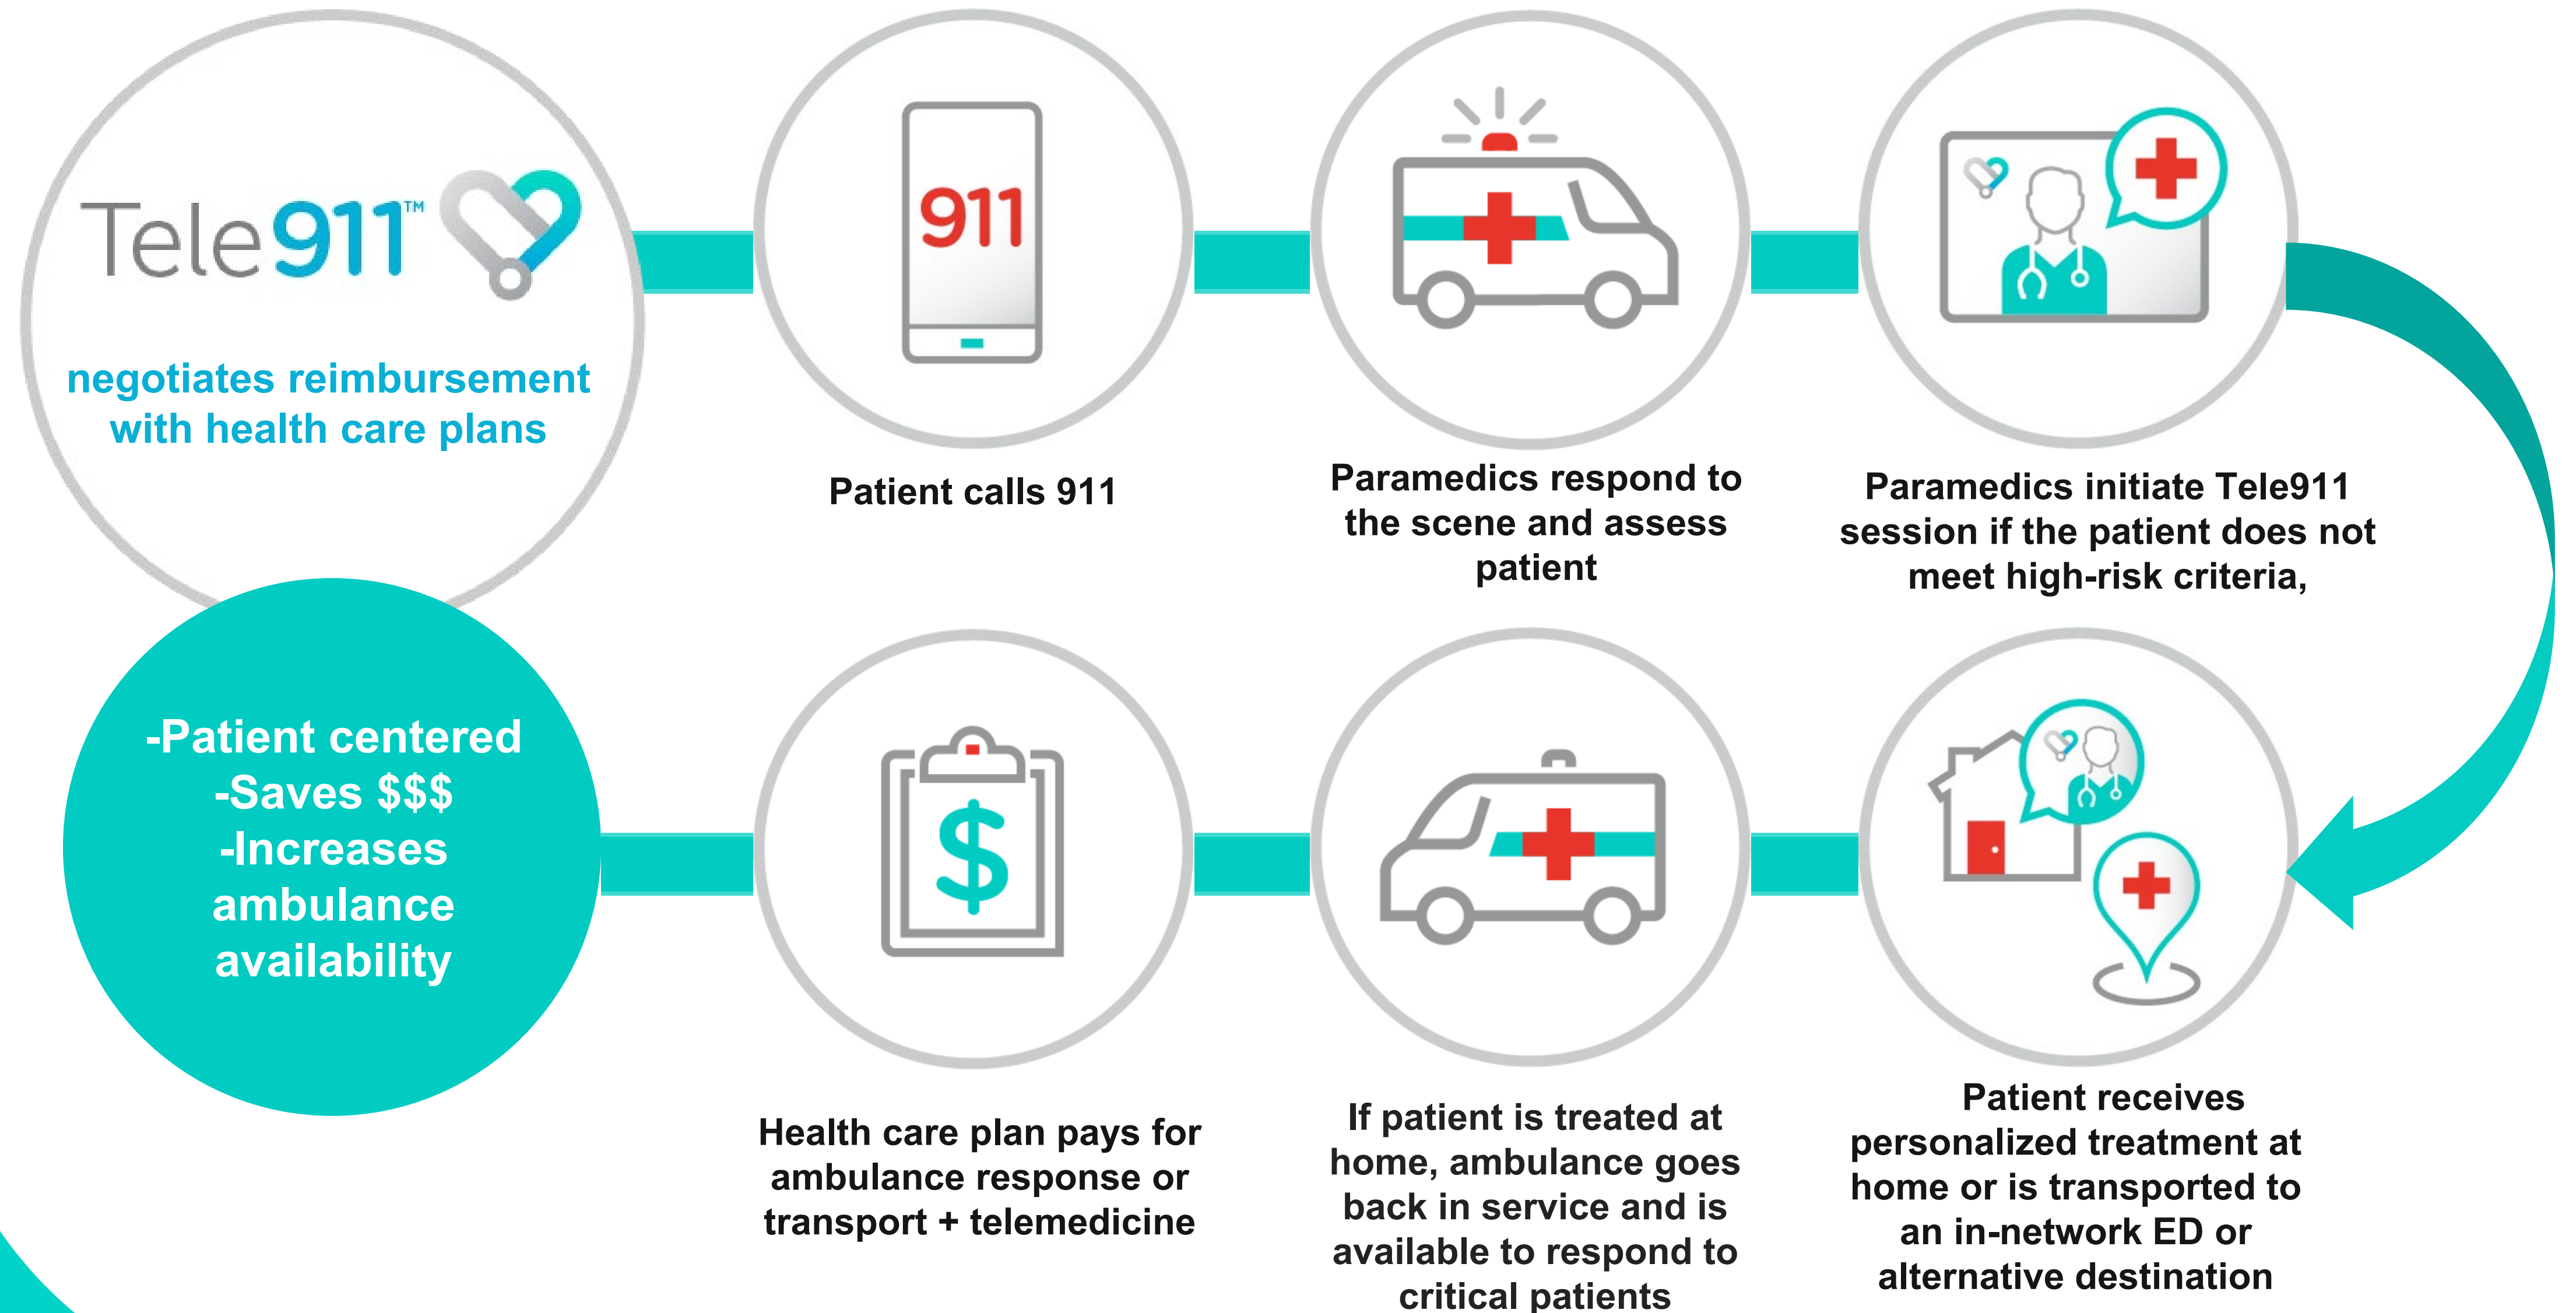 Tele911™
negotiates reimbursement
with health care plans
911
Patient calls 911
Paramedics respond to
the scene and assess
patient
Paramedics initiate Tele911
session if the patient does not
meet high-risk criteria,
Patient receives
personalized treatment at
home or is transported to
an in-network ED or
alternative destination
If patient is treated at
home, ambulance goes
back in service and is
available to respond to
critical patients
$
Health care plan pays for
ambulance response or
transport + telemedicine
-Patient centered
-Saves $$$
-Increases
ambulance
availability